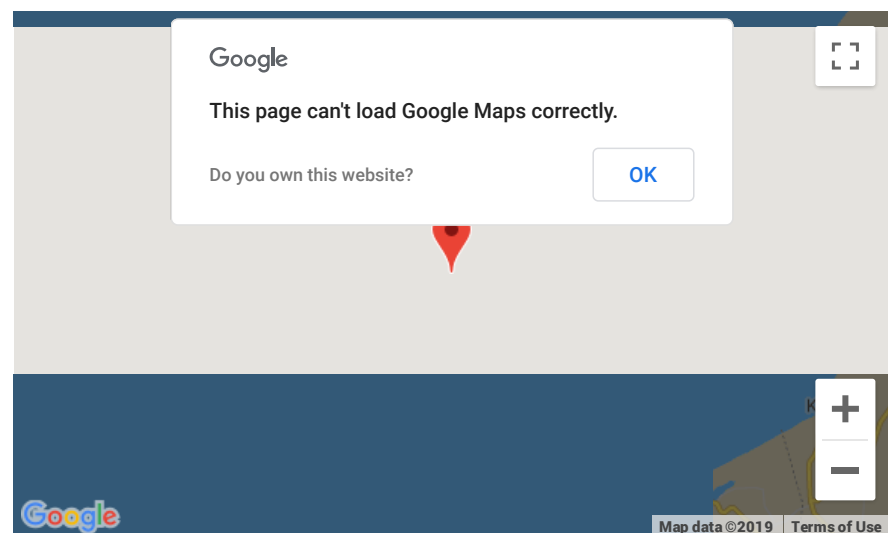 Google
This page can't load Google Maps correctly.
Do you own this website?
OK
K
Google
Map data ©2019
Terms of Use